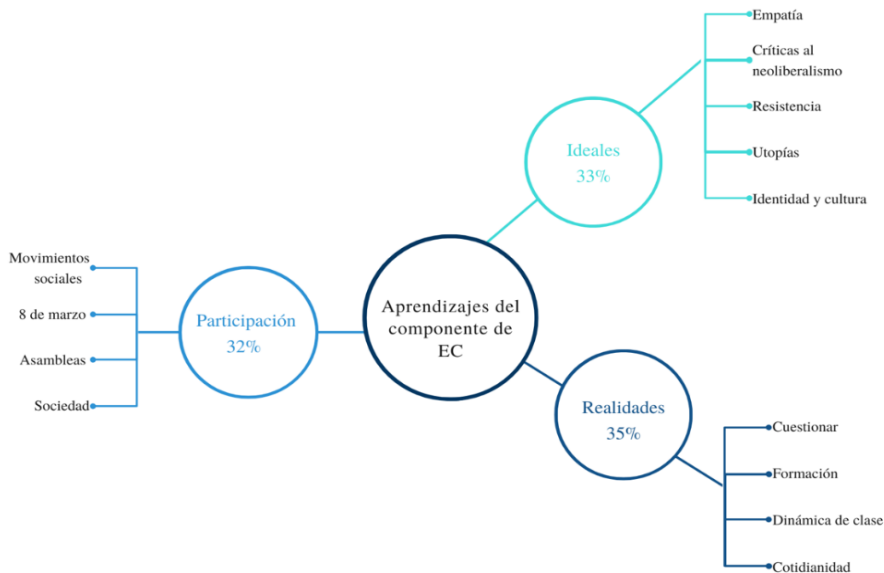 Aprendizajes del
componente de
EC
Ideales
33%
Empatía
Críticas al
neoliberalismo
Resistencia
Utopías
Identidad y cultura
Participación
32%
Movimientos
sociales
8 de marzo
Asambleas
Sociedad
Realidades
35%
Cuestionar
Formación
Dinámica de clase
Cotidianidad